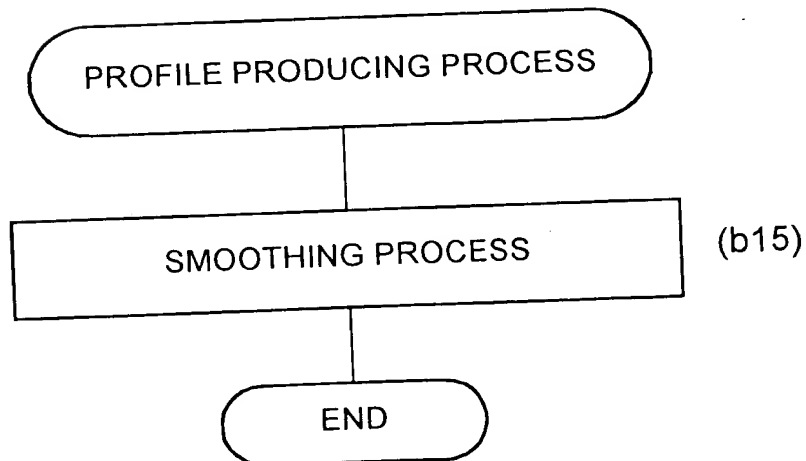 PROFILE PRODUCING PROCESS
SMOOTHING PROCESS
(b15)
END